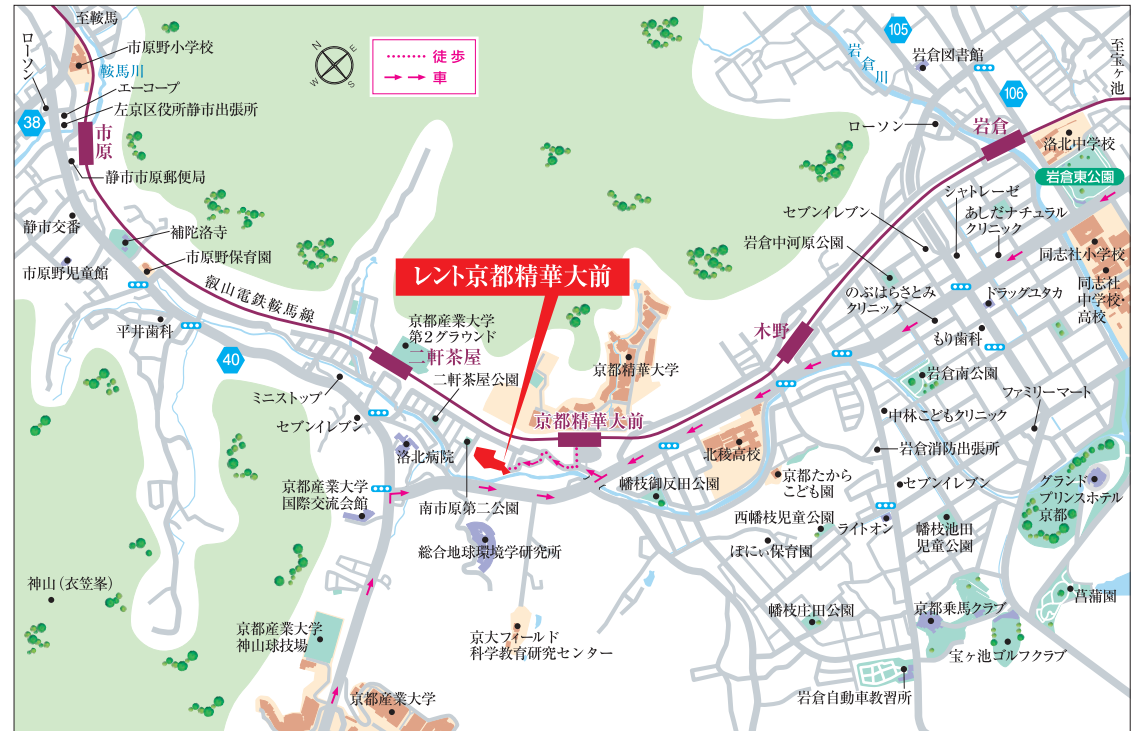 至鞍馬
ローソン
市原野小学校
鞍馬川
エーコープ
左京区役所静市出張所
38
市原
静市市原郵便局
静市交番
補陀洛寺
市原野児童館
市原野保育園
叡山電鉄鞍馬線
平井歯科
40
N
E
W
S
徒歩
車
105
岩倉図書館
岩倉川
至宝ヶ池
106
ローソン
岩倉
洛北中学校
岩倉東公園
シャトレーゼ
セブンイレブン
あしだナチュラル
クリニック
岩倉中河原公園
同志社小学校
のぶはらさとみ
クリニック
ドラッグユタカ
同志社
中学校・
高校
もり歯科
木野
レント京都精華大前
京都産業大学
第2グラウンド
二軒茶屋
二軒茶屋公園
京都精華大学
ミニストップ
セブンイレブン
京都精華大前
岩倉南公園
ファミリーマート
中林こどもクリニック
北稜高校
岩倉消防出張所
洛北病院
京都産業大学
国際交流会館
南市原第二公園
幡枝御反田公園
京都たから
こども園
セブンイレブン
グランド
プリンスホテル
京都
西幡枝児童公園
ライトオン
幡枝池田
児童公園
ぽにぃ保育園
総合地球環境学研究所
神山(衣笠峯)
京都産業大学
神山球技場
京大フィールド
科学教育研究センター
幡枝庄田公園
京都乗馬クラブ
菖蒲園
宝ヶ池ゴルフクラブ
岩倉自動車教習所
京都産業大学